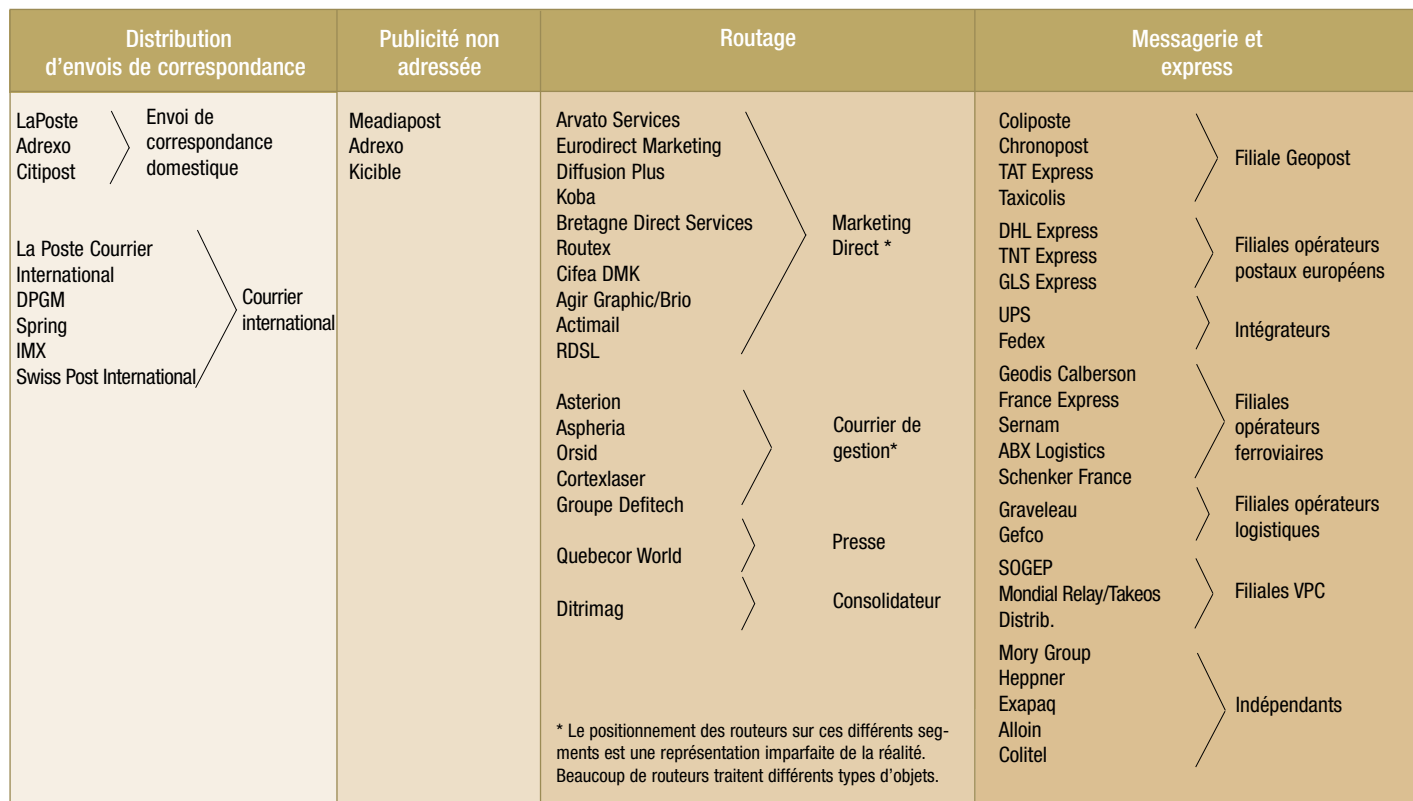 Distribution
d'envois de correspondance
Publicité non
adressée
Routage
Messagerie et
express
LaPoste
Adrexo
Citipost
Envoi de
correspondance
domestique
La Poste Courrier
International
DPGM
Spring
IMX
Swiss Post International
Courrier
international
Meadiapost
Adrexo
Kicible
Arvato Services
Eurodirect Marketing
Diffusion Plus
Koba
Bretagne Direct Services
Routex
Cifea DMK
Agir Graphic/Brio
Actimail
RDSL
Marketing
Direct *
Asterion
Aspheria
Orsid
Cortexlaser
Groupe Defitech
Courrier de
gestion*
Quebecor World
Presse
Ditrimag
Consolidateur
* Le positionnement des routeurs sur ces différents seg-
ments est une représentation imparfaite de la réalité.
Beaucoup de routeurs traitent différents types d'objets.
Coliposte
Chronopost
TAT Express
Taxicolis
Filiale Geopost
DHL Express
TNT Express
GLS Express
Filiales opérateurs
postaux européens
UPS
Fedex
Intégrateurs
Geodis Calberson
France Express
Sernam
ABX Logistics
Schenker France
Filiales
opérateurs
ferroviaires
Graveleau
Gefco
Filiales opérateurs
logistiques
SOGEP
Mondial Relay/Takeos
Distrib.
Filiales VPC
Mory Group
Heppner
Exapaq
Alloin
Colitel
Indépendants